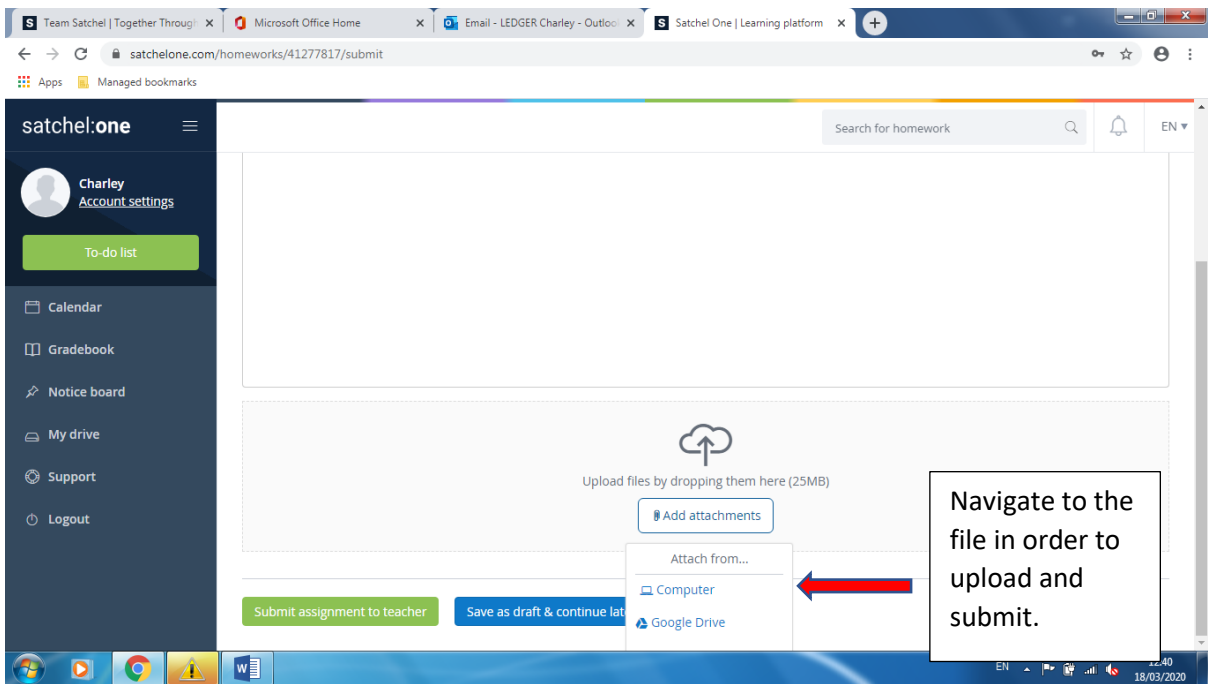 Team Satchel | Together Through
Microsoft Office Home
Email - LEDGER Charley - Outloo
Satchel One | Learning platform
satchelone.com/homeworks/41277817/submit
Apps
Managed bookmarks
satchel:one
Search for homework
EN
Charley
Account settings
To-do list
Calendar
Gradebook
Notice board
My drive
Support
Logout
Upload files by dropping them here (25MB)
Add attachments
Attach from...
Computer
Google Drive
Submit assignment to teacher
Save as draft & continue lat
Navigate to the
file in order to
upload and
submit.
EN
12:40
18/03/2020